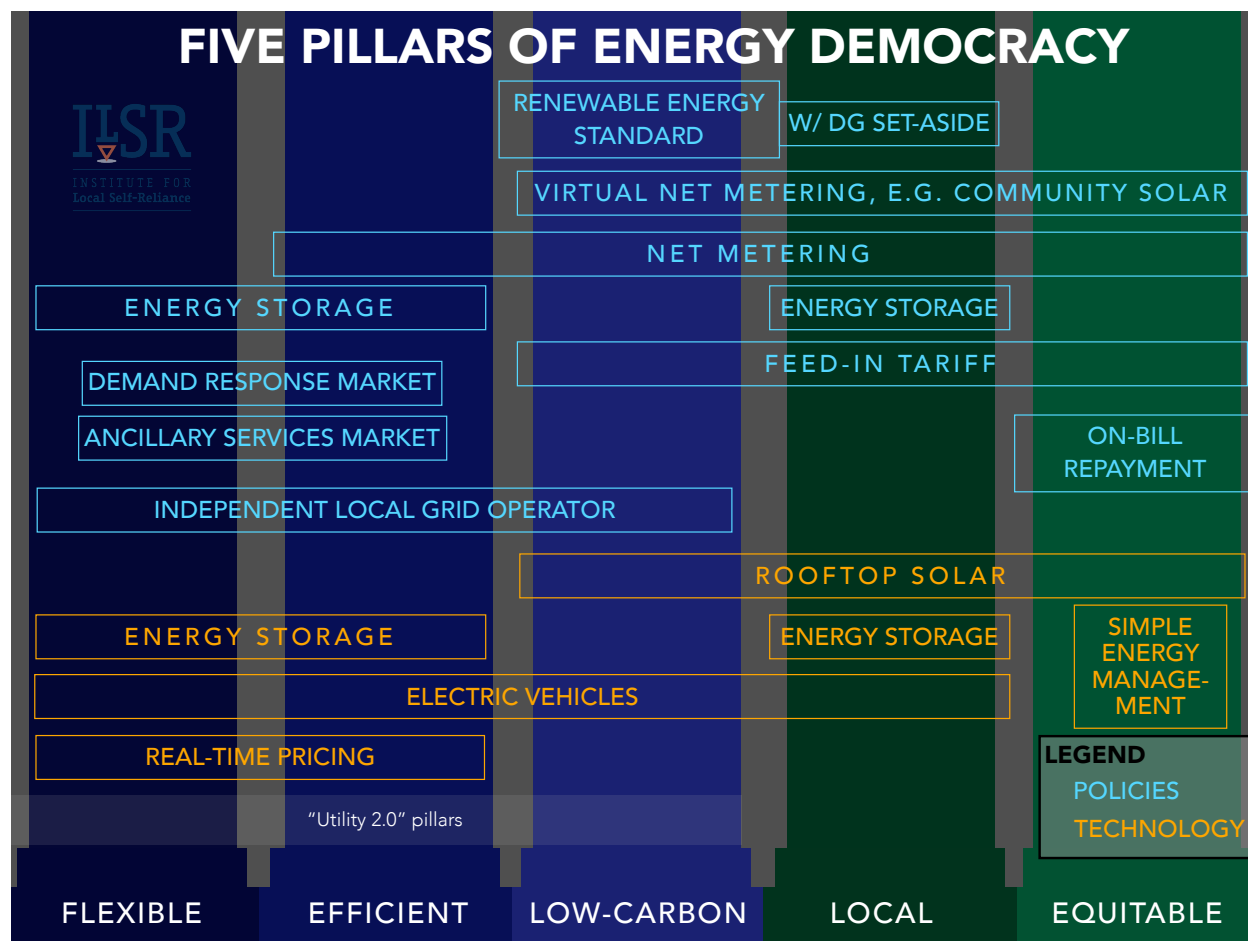 FIVE PILLARS OF ENERGY DEMOCRACY
ILSR
INSTITUTE FOR
Local Self-Reliance
RENEWABLE ENERGY
STANDARD
W/ DG SET-ASIDE
VIRTUAL NET METERING, E.G. COMMUNITY SOLAR
NET METERING
ENERGY STORAGE
ENERGY STORAGE
FEED-IN TARIFF
DEMAND RESPONSE MARKET
ANCILLARY SERVICES MARKET
ON-BILL
REPAYMENT
INDEPENDENT LOCAL GRID OPERATOR
ROOFTOP SOLAR
ENERGY STORAGE
ENERGY STORAGE
SIMPLE
ENERGY
MANAGE-
MENT
ELECTRIC VEHICLES
REAL-TIME PRICING
LEGEND
POLICIES
TECHNOLOGY
“Utility 2.0” pillars
FLEXIBLE
EFFICIENT
LOW-CARBON
LOCAL
EQUITABLE